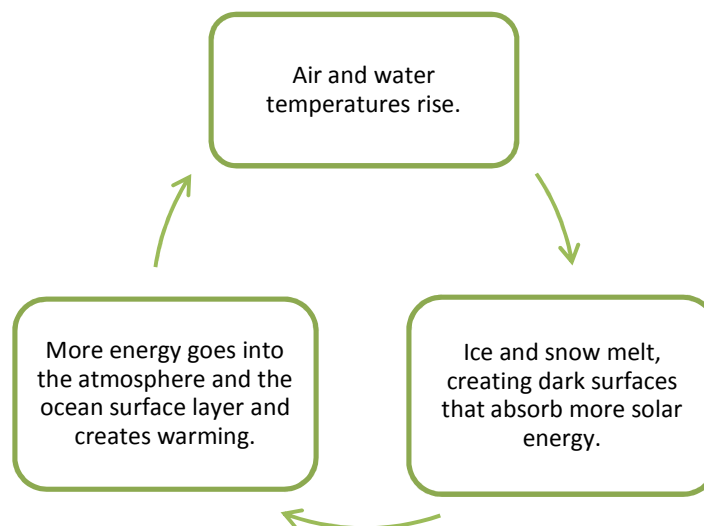 Air and water
temperatures rise.
Ice and snow melt,
creating dark surfaces
that absorb more solar
energy.
More energy goes into
the atmosphere and the
ocean surface layer and
creates warming.